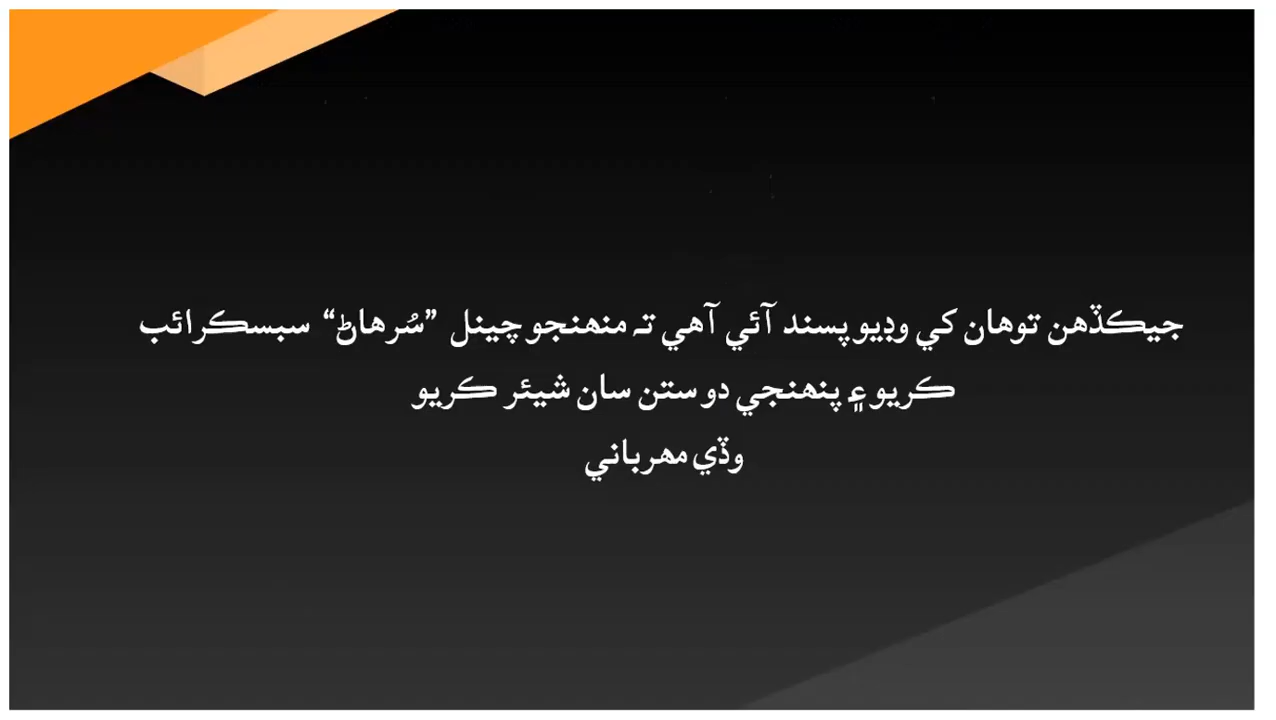 جيڪڏهن توهان کي وڊيو پسند آئي آهي تہ منهنجو چينل ”سُرهاڻ“ سبسڪرائب
ڪريو ۽ پنهنجي دوستن سان شيئر ڪريو
وڏي مهرباني